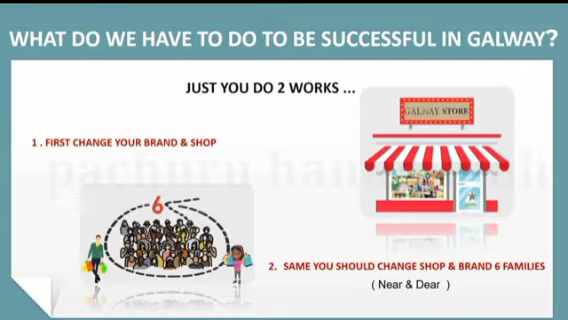 WHAT DO WE HAVE TO DO TO BE SUCCESSFUL IN GALWAY?
JUST YOU DO 2 WORKS ...
GALWAY STORE
1 . FIRST CHANGE YOUR BRAND & SHOP
6
2. SAME YOU SHOULD CHANGE SHOP & BRAND 6 FAMILIES
( Near & Dear )